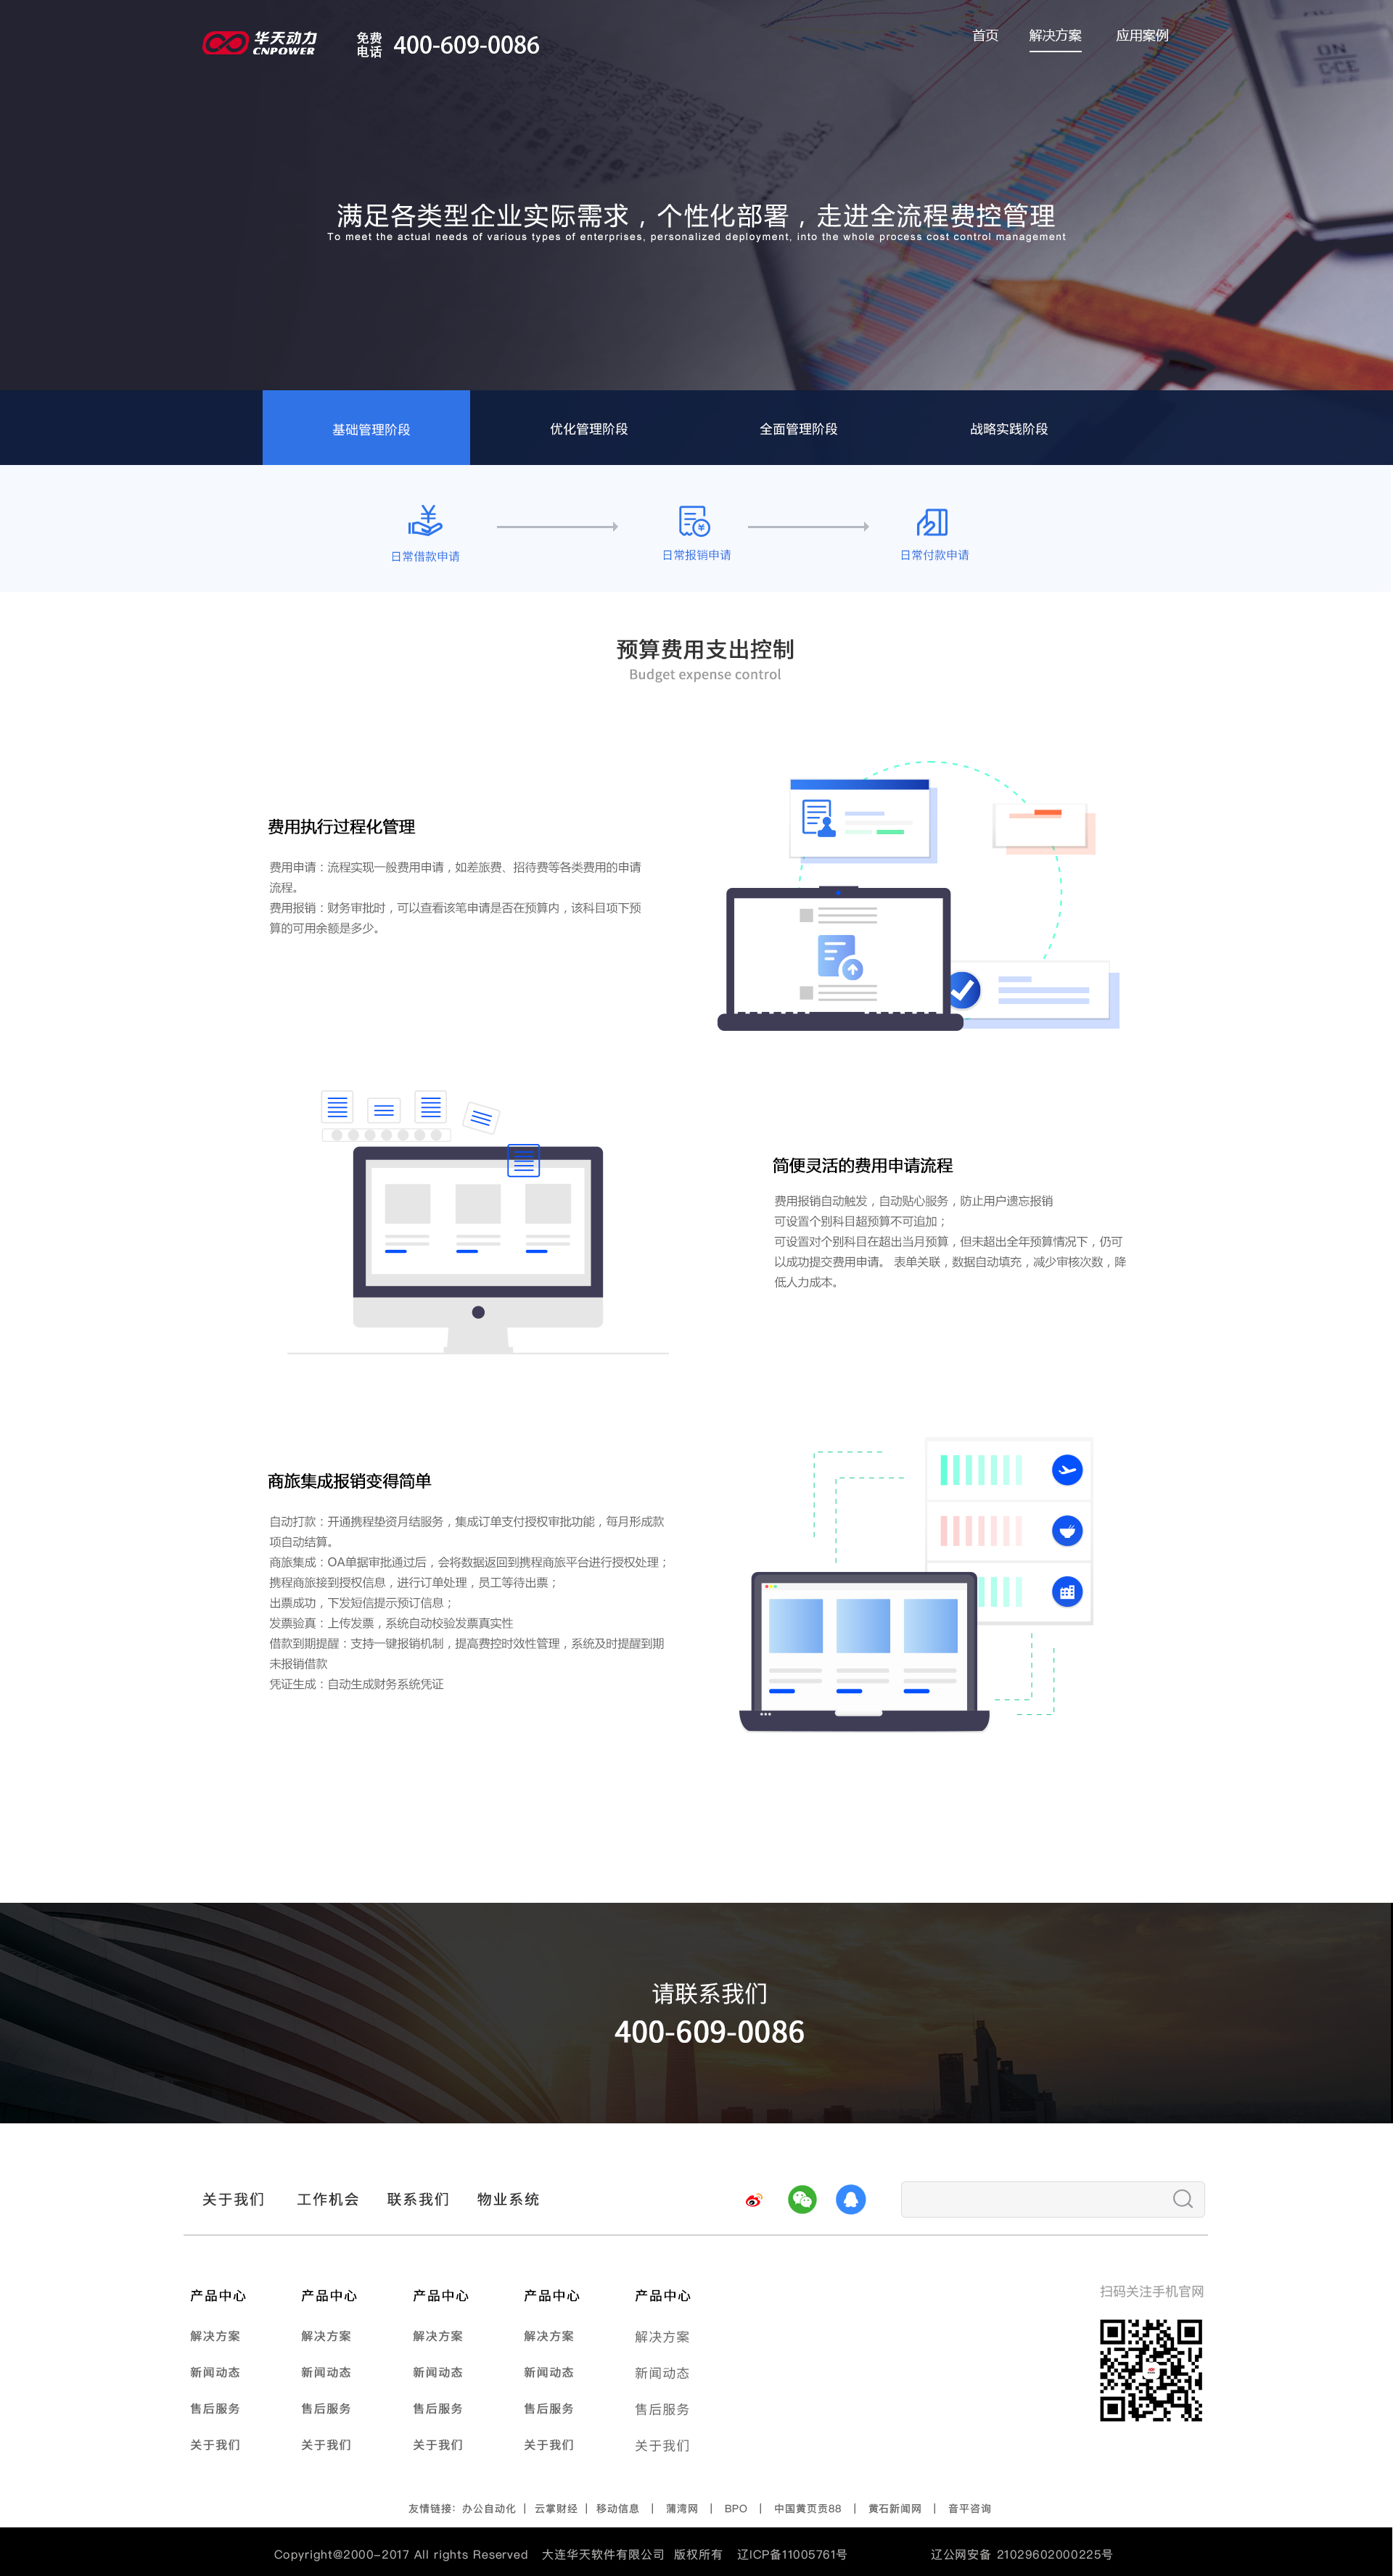 华天动力
CNPOWER
免费
电话
400-609-0086
首页 解决方案 应用案例
ON
C·CE
满足各类型企业实际需求，个性化部署，走进全流程费控管理
To meet the actual needs of various types of enterprises, personalized deployment, into the whole process cost control management
基础管理阶段 优化管理阶段 全面管理阶段 战略实践阶段
日常借款申请 日常报销申请 日常付款申请
预算费用支出控制
Budget expense control
费用执行过程化管理
费用申请：流程实现一般费用申请，如差旅费、招待费等各类费用的申请
流程。
费用报销：财务审批时，可以查看该笔申请是否在预算内，该科目项下预
算的可用余额是多少。
简便灵活的费用申请流程
费用报销自动触发，自动贴心服务，防止用户遗忘报销
可设置个别科目超预算不可追加；
可设置对个别科目在超出当月预算，但未超出全年预算情况下，仍可
以成功提交费用申请。 表单关联，数据自动填充，减少审核次数，降
低人力成本。
商旅集成报销变得简单
自动打款：开通携程垫资月结服务，集成订单支付授权审批功能，每月形成款
项自动结算。
商旅集成：OA单据审批通过后，会将数据返回到携程商旅平台进行授权处理；
携程商旅接到授权信息，进行订单处理，员工等待出票；
出票成功，下发短信提示预订信息；
发票验真：上传发票，系统自动校验发票真实性
借款到期提醒：支持一键报销机制，提高费控时效性管理，系统及时提醒到期
未报销借款
凭证生成：自动生成财务系统凭证
请联系我们
400-609-0086
关于我们 工作机会 联系我们 物业系统
产品中心 产品中心 产品中心 产品中心 产品中心
解决方案 解决方案 解决方案 解决方案 解决方案
新闻动态 新闻动态 新闻动态 新闻动态 新闻动态
售后服务 售后服务 售后服务 售后服务 售后服务
关于我们 关于我们 关于我们 关于我们 关于我们
扫码关注手机官网
友情链接：办公自动化 | 云掌财经 | 移动信息 | 蒲湾网 | BPO | 中国黄页贡88 | 黄石新闻网 | 音平咨询
Copyright@2000-2017 All rights Reserved 大连华天软件有限公司 版权所有 辽ICP备11005761号 辽公网安备 21029602000225号